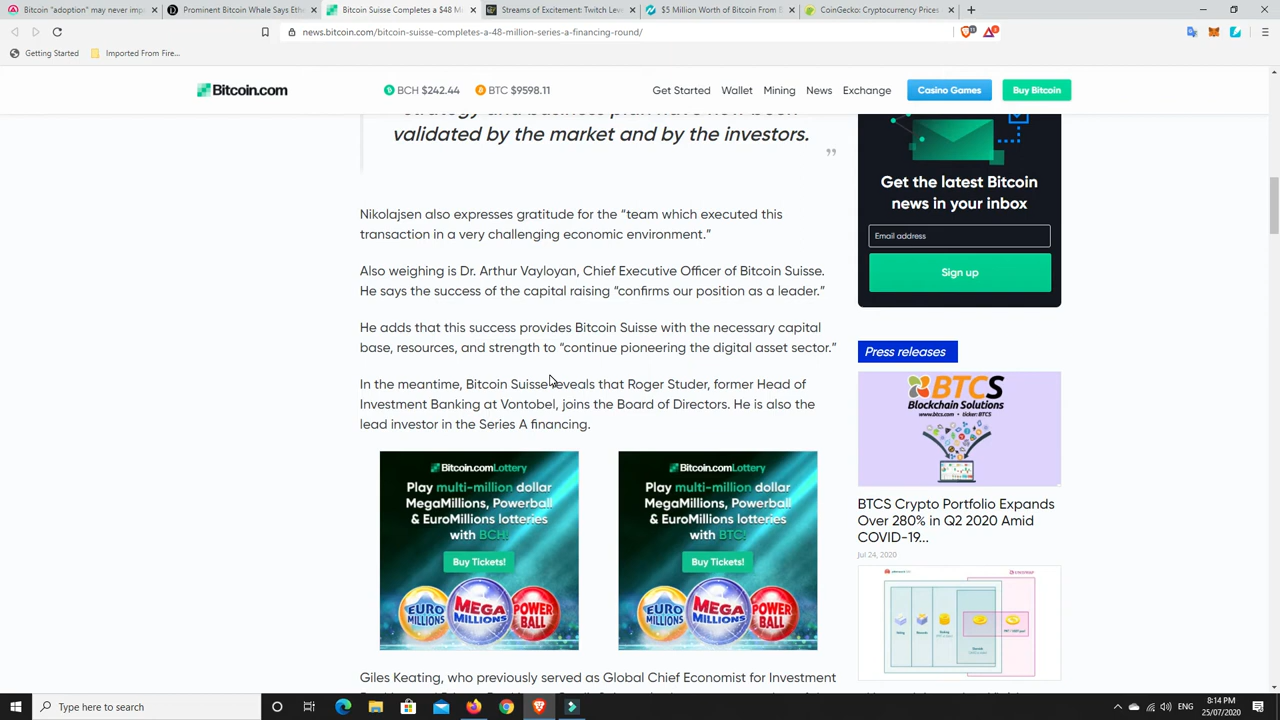 Bitcoin "adoption" may never imp
Prominent Bitcoin Whale Says Ethe
Bitcoin Suisse Completes a $48 M
Streams of Excitement: Twitch Level
$5 Million Worth of Bitcoin From B
CoinGecko: Cryptocurrency Prices
news.bitcoin.com/bitcoin-suisse-completes-a-48-million-series-a-financing-round/
Getting Started
Imported From Fire...
Bitcoin.com
BCH $242.44
BTC $9598.11
Get Started
Wallet
Mining
News
Exchange
Casino Games
Buy Bitcoin
validated by the market and by the investors.
”
Nikolajsen also expresses gratitude for the “team which executed this
transaction in a very challenging economic environment.”
Also weighing is Dr. Arthur Vayloyan, Chief Executive Officer of Bitcoin Suisse.
He says the success of the capital raising “confirms our position as a leader.”
He adds that this success provides Bitcoin Suisse with the necessary capital
base, resources, and strength to “continue pioneering the digital asset sector.”
In the meantime, Bitcoin Suisse reveals that Roger Studer, former Head of
Investment Banking at Vontobel, joins the Board of Directors. He is also the
lead investor in the Series A financing.
Bitcoin.com Lottery
Play multi-million dollar
MegaMillions, Powerball
& EuroMillions lotteries
with BCH!
Buy Tickets!
EURO
MILLIONS
MEGA
MILLIONS
POWER
BALL
Bitcoin.com Lottery
Play multi-million dollar
MegaMillions, Powerball
& EuroMillions lotteries
with BTC!
Buy Tickets!
EURO
MILLIONS
MEGA
MILLIONS
POWER
BALL
Giles Keating, who previously served as Global Chief Economist for Investment
Get the latest Bitcoin
news in your inbox
Email address
Sign up
Press releases
BTCS
Blockchain Solutions
www.btcs.com • ticker:BTCS
BTCS Crypto Portfolio Expands
Over 280% in Q2 2020 Amid
COVID-19...
Jul 24, 2020
Type here to search
ENG
8:14 PM
25/07/2020